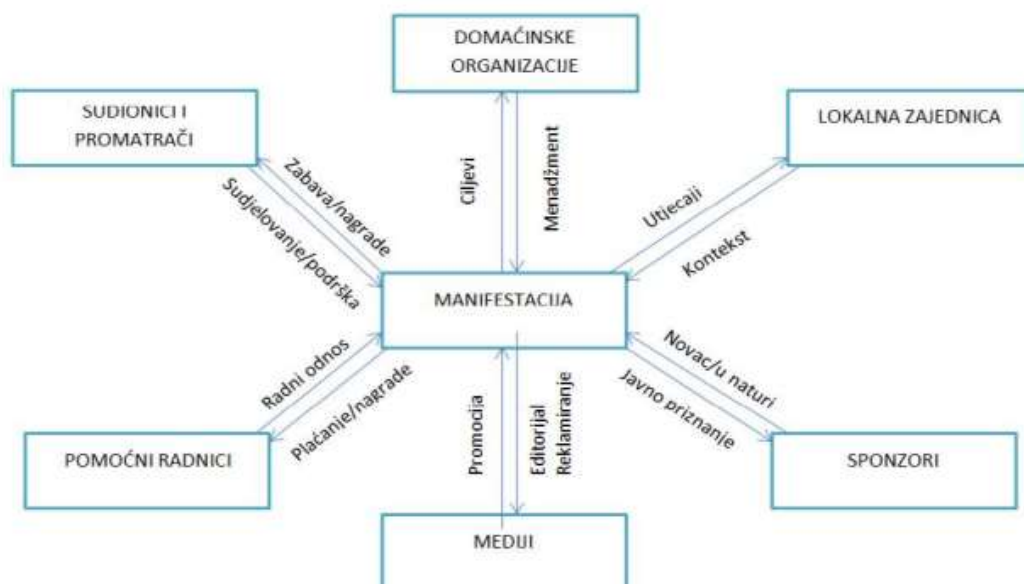 DOMAĆINSKE
ORGANIZACIJE
SUDIONICI I
PROMATRAČI
LOKALNA ZAJEDNICA
Zabava/nagrade
Sudjelovanje/podrška
Ciljevi
Menadžment
Utjecaji
Kontekst
MANIFESTACIJA
Radni odnos
Plaćanje/nagrade
Promocija
Editorijal
Reklamiranje
Novac/u naturi
Javno priznanje
POMOĆNI RADNICI
SPONZORI
MEDIJI